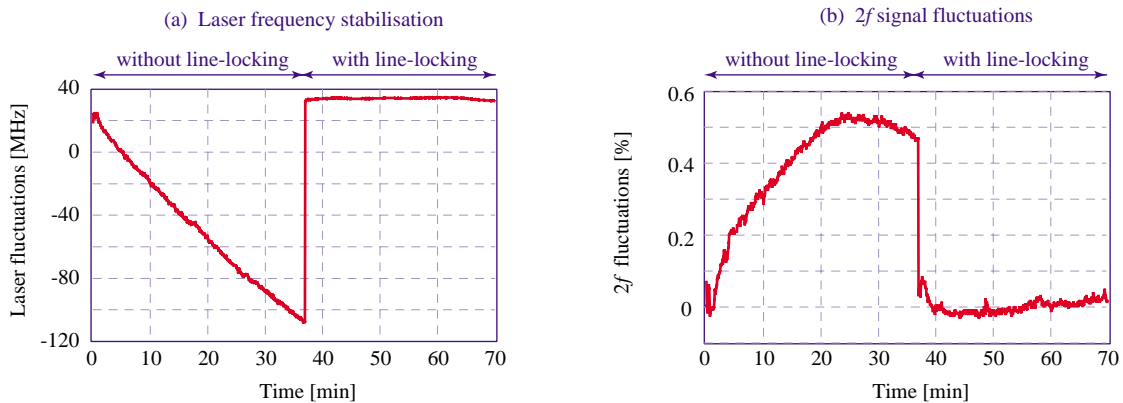 (a) Laser frequency stabilisation
without line-locking with line-locking
Laser fluctuations [MHz]
40
0
-40
-80
-120
0 10 20 30 40 50 60 70
Time [min]
(b) 2f signal fluctuations
without line-locking with line-locking
2f fluctuations [%]
0.6
0.4
0.2
0
0 10 20 30 40 50 60 70
Time [min]